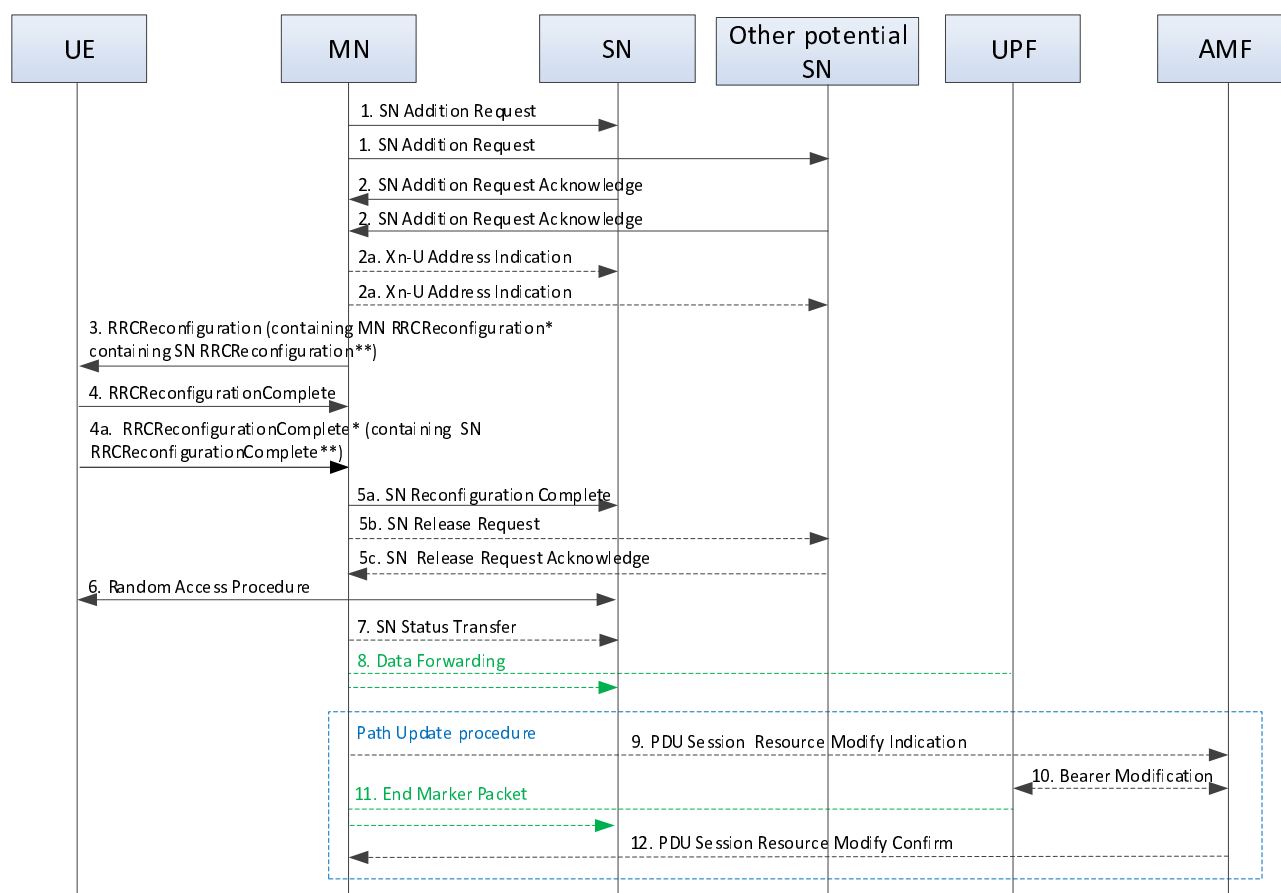 UE
MN
SN
Other potential
SN
UPF
AMF
1. SN Addition Request
1. SN Addition Request
2. SN Addition Request Acknowledge
2. SN Addition Request Acknowledge
2a. Xn-U Address Indication
2a. Xn-U Address Indication
3. RRCReconfiguration (containing MN RRCReconfiguration*
containing SN RRCReconfiguration**)
4. RRCReconfigurationComplete
4a. RRCReconfigurationComplete* (containing SN
RRCReconfigurationComplete**)
5a. SN Reconfiguration Complete
5b. SN Release Request
5c. SN Release Request Acknowledge
6. Random Access Procedure
7. SN Status Transfer
8. Data Forwarding
Path Update procedure
9. PDU Session Resource Modify Indication
10. Bearer Modification
11. End Marker Packet
12. PDU Session Resource Modify Confirm